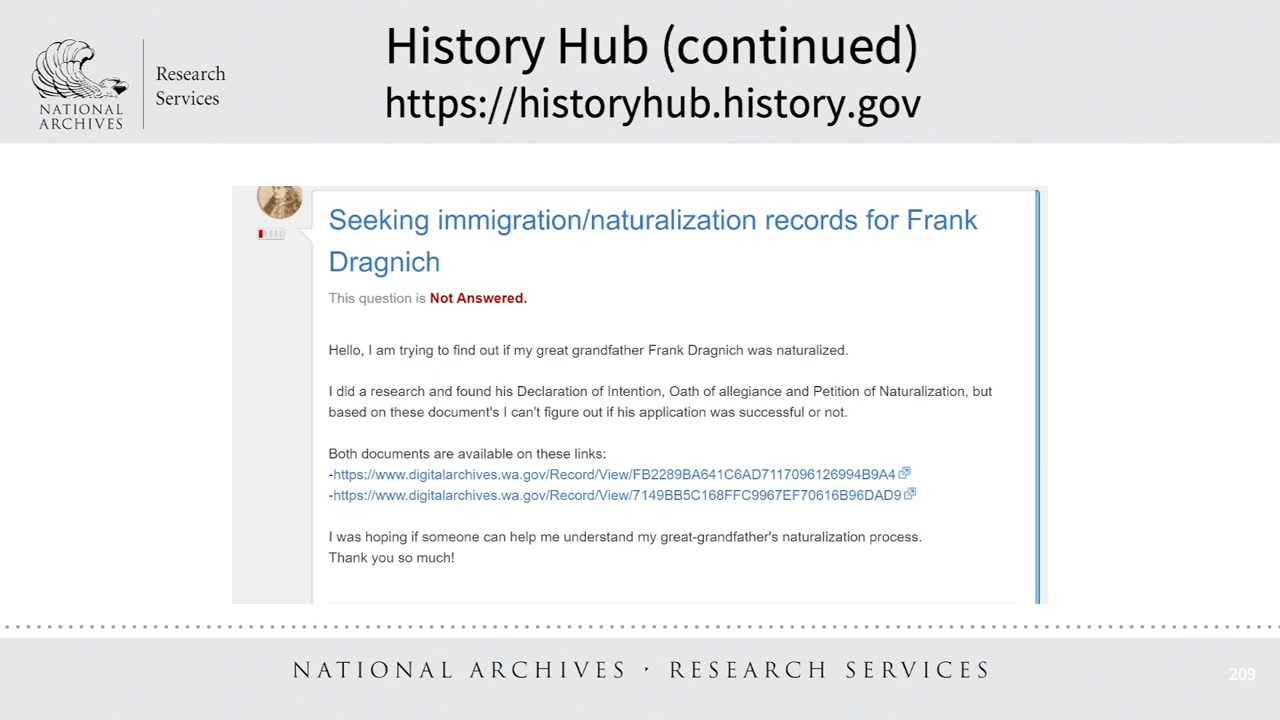 NATIONAL
ARCHIVES
Research
Services
History Hub (continued)
https://historyhub.history.gov
Seeking immigration/naturalization records for Frank
Dragnich
This question is Not Answered.
Hello, I am trying to find out if my great grandfather Frank Dragnich was naturalized.
I did a research and found his Declaration of Intention, Oath of allegiance and Petition of Naturalization, but
based on these document's I can't figure out if his application was successful or not.
Both documents are available on these links:
-https://www.digitalarchives.wa.gov/Record/View/FB2289BA641C6AD7117096126994B9A4
-https://www.digitalarchives.wa.gov/Record/View/7149BB5C168FFC9967EF70616B96DAD9
I was hoping if someone can help me understand my great-grandfather's naturalization process.
Thank you so much!
NATIONAL ARCHIVES · RESEARCH SERVICES
209